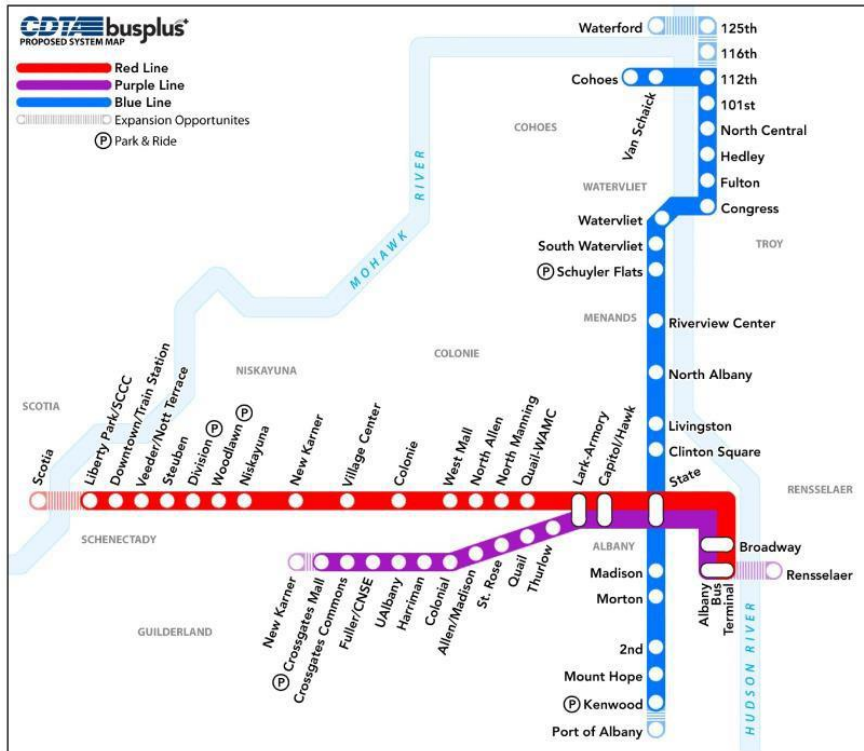 CDTA busplus+
PROPOSED SYSTEM MAP
Red Line
Purple Line
Blue Line
Expansion Opportunites
P Park & Ride
Waterford
125th
116th
Cohoes
Van Schaick
112th
101st
North Central
Hedley
Fulton
Congress
COHOES
WATERVLIET
TROY
Watervliet
South Watervliet
P Schuyler Flats
MENANDS
Riverview Center
North Albany
Livingston
Clinton Square
State
MOHAWK
RIVER
COLONIE
NISKAYUNA
SCOTIA
RENSSELAER
Scotia
Liberty Park/SCCC
Downtown/Train Station
Veeder/Nott Terrace
Steuben
Division P
Woodlawn P
Niskayuna
New Karner
Village Center
Colonie
West Mall
North Allen
North Manning
Quail-WAMC
Lark-Armory
Capitol/Hawk
SCHENECTADY
GUILDERLAND
ALBANY
New Karner
P Crossgates Mall
Crossgates Commons
Fuller/CNSE
UAlbany
Harriman
Colonial
Allen/Madison
St. Rose
Quail
Thurlow
Broadway
Albany
Bus
Terminal
Rensselaer
Madison
Morton
2nd
Mount Hope
P Kenwood
Port of Albany
HUDSON RIVER